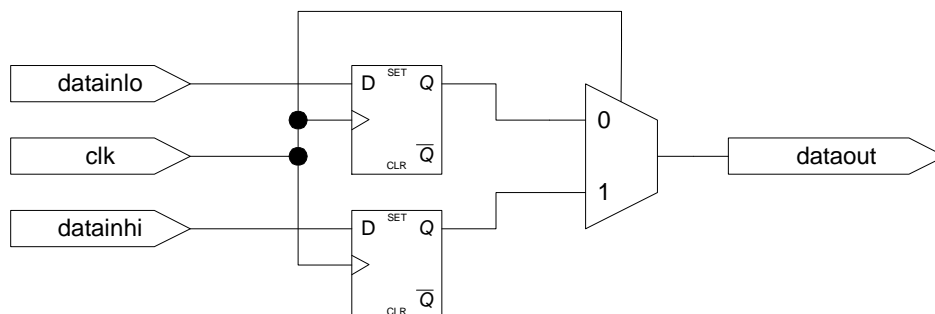 datainlo
clk
datainhi
SET
D
Q
Q
CLR
SET
D
Q
Q
CLR
0
1
dataout